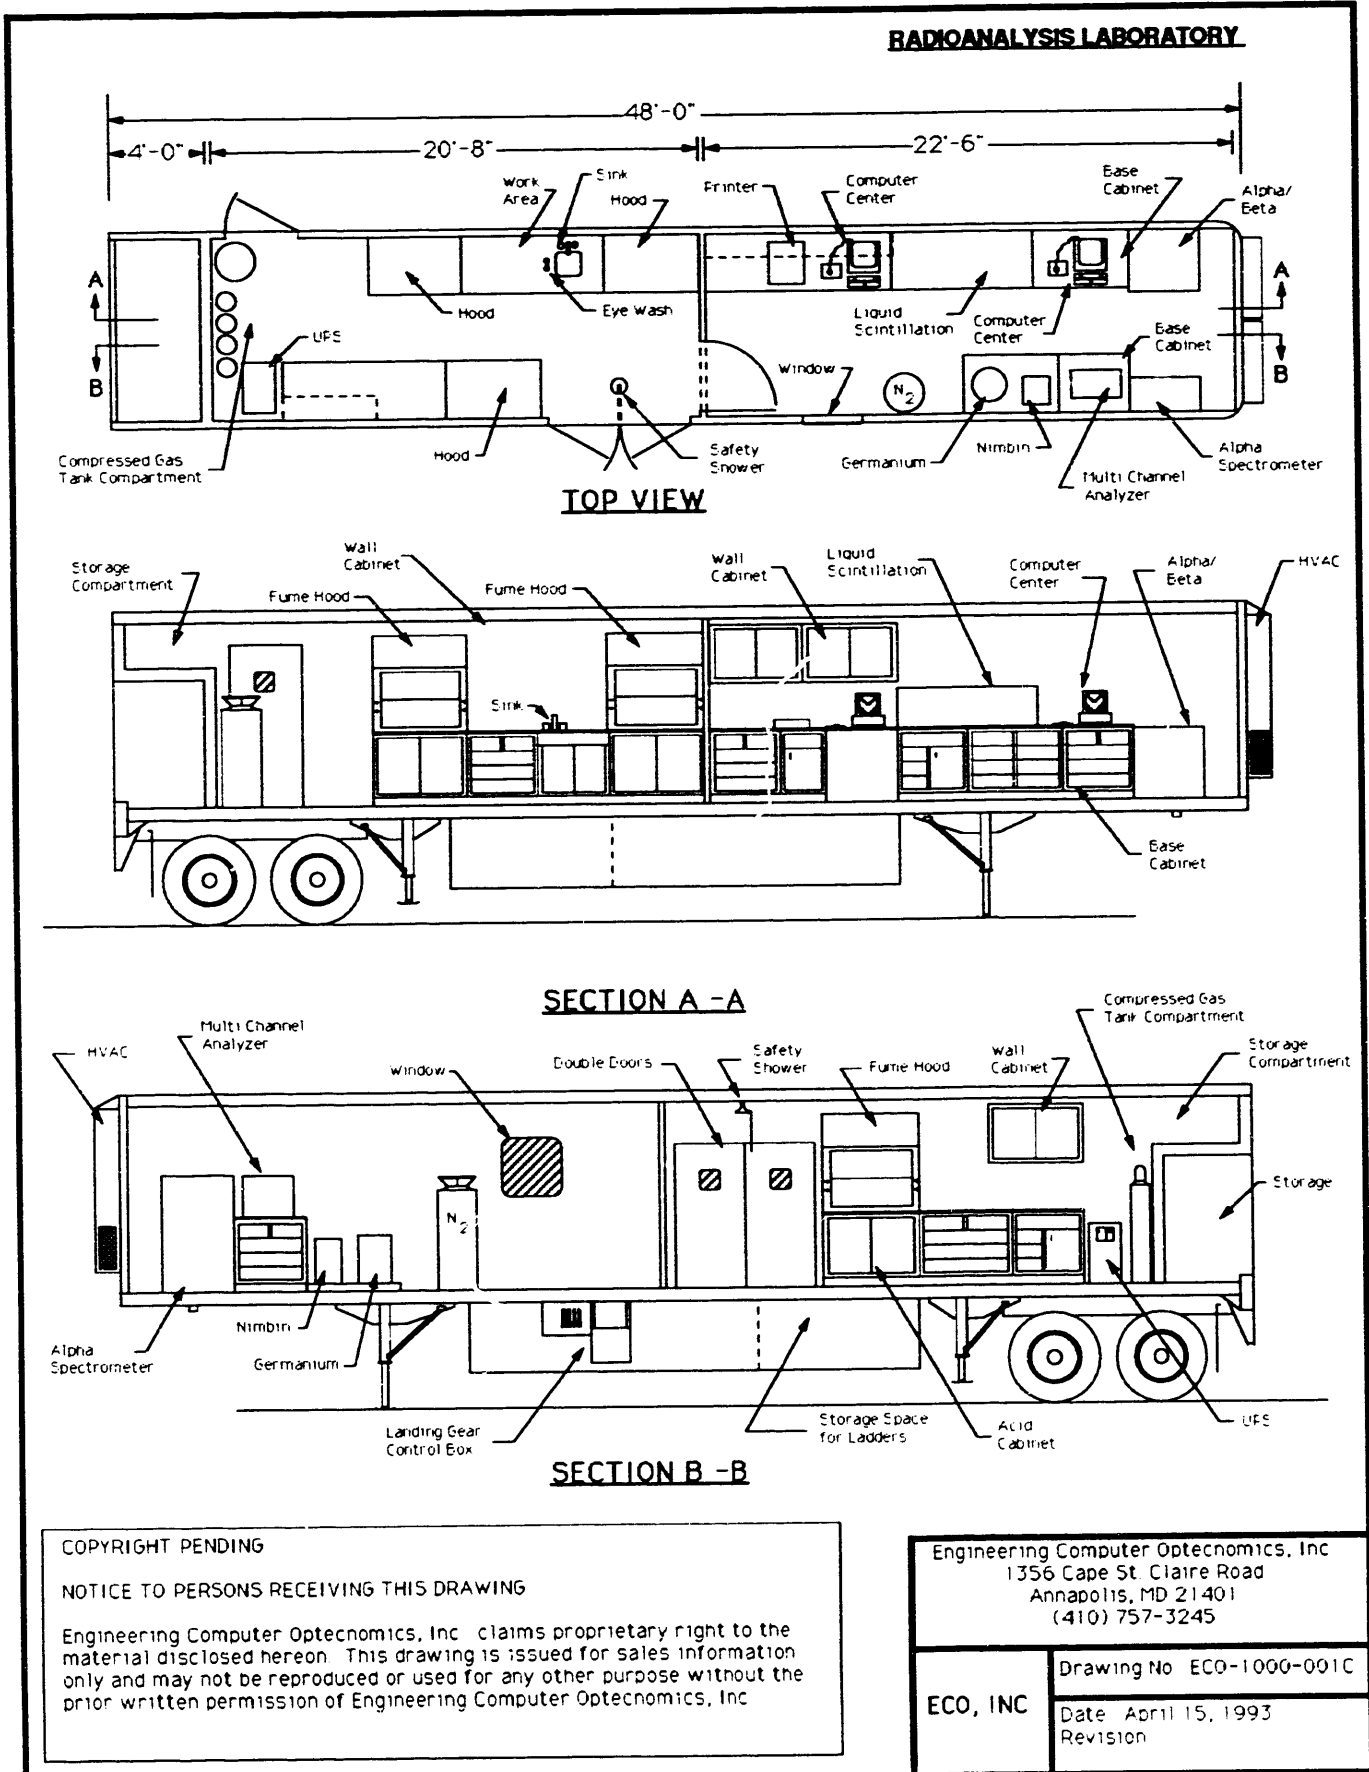 RADIOANALYSIS LABORATORY
48'-0"
4'-0"
20'-8"
22'-6"
Work
Area
Sink
Hood
Printer
Computer
Center
Base
Cabinet
Alpha/
Beta
A
A
Hood
Eye Wash
Liquid
Scintillation
Computer
Center
Base
Cabinet
UPS
B
Window
N2
B
Compressed Gas
Tank Compartment
Hood
Safety
Shower
Germanium
Nimbin
Multi Channel
Analyzer
Alpha
Spectrometer
TOP VIEW
Storage
Compartment
Wall
Cabinet
Fume Hood
Fume Hood
Wall
Cabinet
Liquid
Scintillation
Computer
Center
Alpha/
Beta
HVAC
Sink
Base
Cabinet
SECTION A -A
HVAC
Multi Channel
Analyzer
Window
Double Doors
Safety
Shower
Fume Hood
Wall
Cabinet
Compressed Gas
Tank Compartment
Storage
Compartment
Storage
N2
Alpha
Spectrometer
Nimbin
Germanium
Landing Gear
Control Box
Storage Space
for Ladders
Acid
Cabinet
UPS
SECTION B -B
COPYRIGHT PENDING
NOTICE TO PERSONS RECEIVING THIS DRAWING
Engineering Computer Optecnomics, Inc claims proprietary right to the
material disclosed hereon This drawing is issued for sales information
only and may not be reproduced or used for any other purpose without the
prior written permission of Engineering Computer Optecnomics, Inc
Engineering Computer Optecnomics, Inc
1356 Cape St. Claire Road
Annapolis, MD 21401
(410) 757-3245
ECO, INC
Drawing No ECO-1000-001C
Date April 15, 1993
Revision